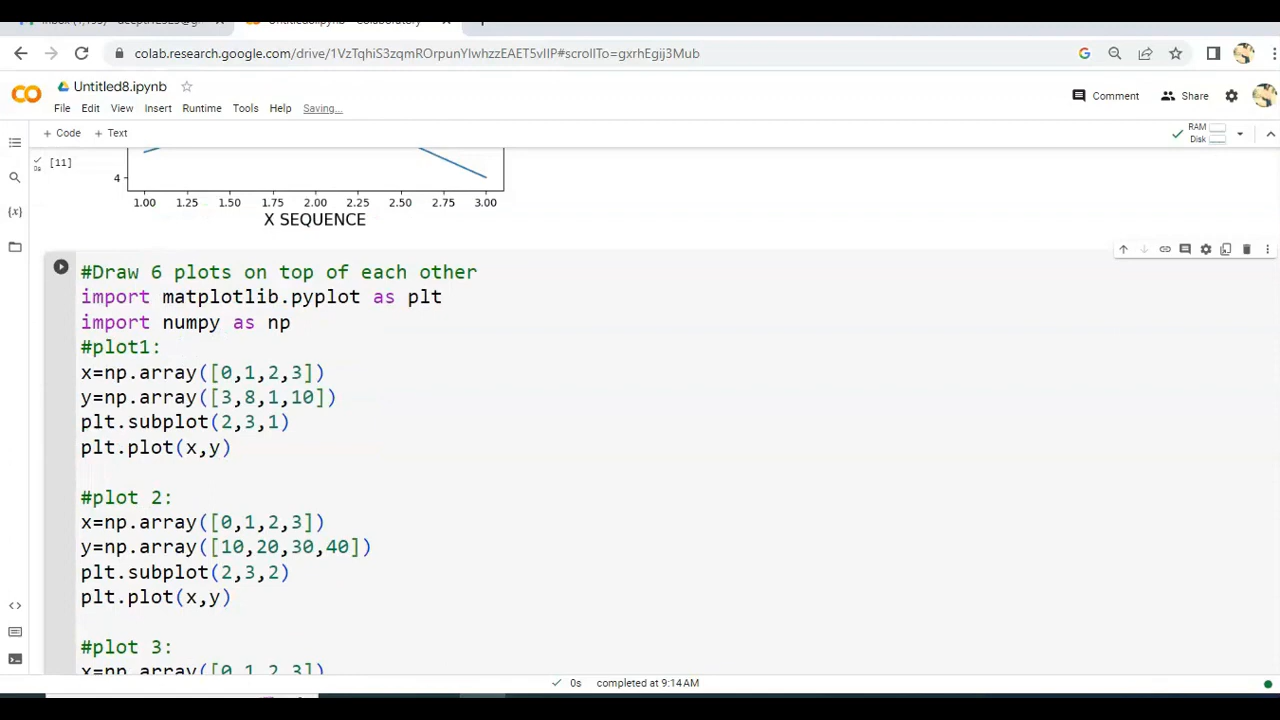 colab.research.google.com/drive/1VzTqhiS3zqmROrpunYlwhzzEAET5vlIP#scrollTo=gxrhEgij3Mub
Untitled8.ipynb
File Edit View Insert Runtime Tools Help Saving...
Comment Share
+ Code + Text
RAM
Disk
[11]
0s
4
1.00 1.25 1.50 1.75 2.00 2.25 2.50 2.75 3.00
X SEQUENCE
#Draw 6 plots on top of each other
import matplotlib.pyplot as plt
import numpy as np
#plot1:
x=np.array([0,1,2,3])
y=np.array([3,8,1,10])
plt.subplot(2,3,1)
plt.plot(x,y)
#plot 2:
x=np.array([0,1,2,3])
y=np.array([10,20,30,40])
plt.subplot(2,3,2)
plt.plot(x,y)
#plot 3:
x=np.array([0,1,2,3])
0s completed at 9:14 AM